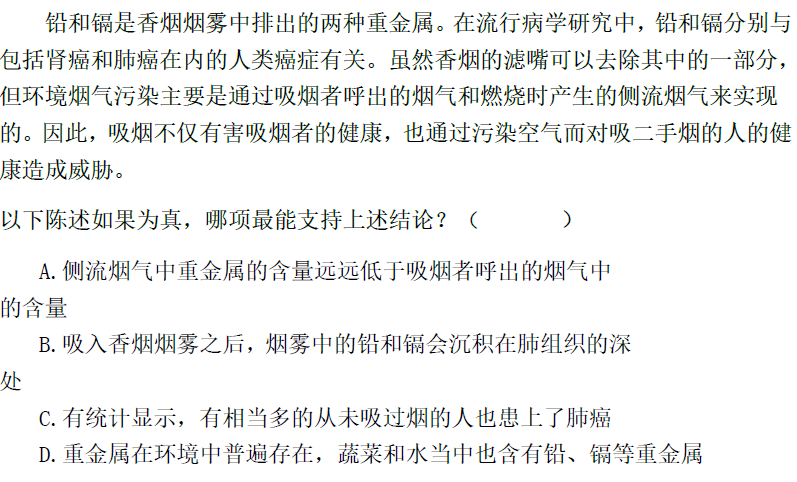 铅和镉是香烟烟雾中排出的两种重金属。在流行病学研究中，铅和镉分别与
包括肾癌和肺癌在内的人类癌症有关。虽然香烟的滤嘴可以去除其中的一部分，
但环境烟气污染主要是通过吸烟者呼出的烟气和燃烧时产生的侧流烟气来实现
的。因此，吸烟不仅有害吸烟者的健康，也通过污染空气而对吸二手烟的人的健
康造成威胁。
以下陈述如果为真，哪项最能支持上述结论？（　　　）
A.侧流烟气中重金属的含量远远低于吸烟者呼出的烟气中
的含量
B.吸入香烟烟雾之后，烟雾中的铅和镉会沉积在肺组织的深
处
C.有统计显示，有相当多的从未吸过烟的人也患上了肺癌
D.重金属在环境中普遍存在，蔬菜和水当中也含有铅、镉等重金属